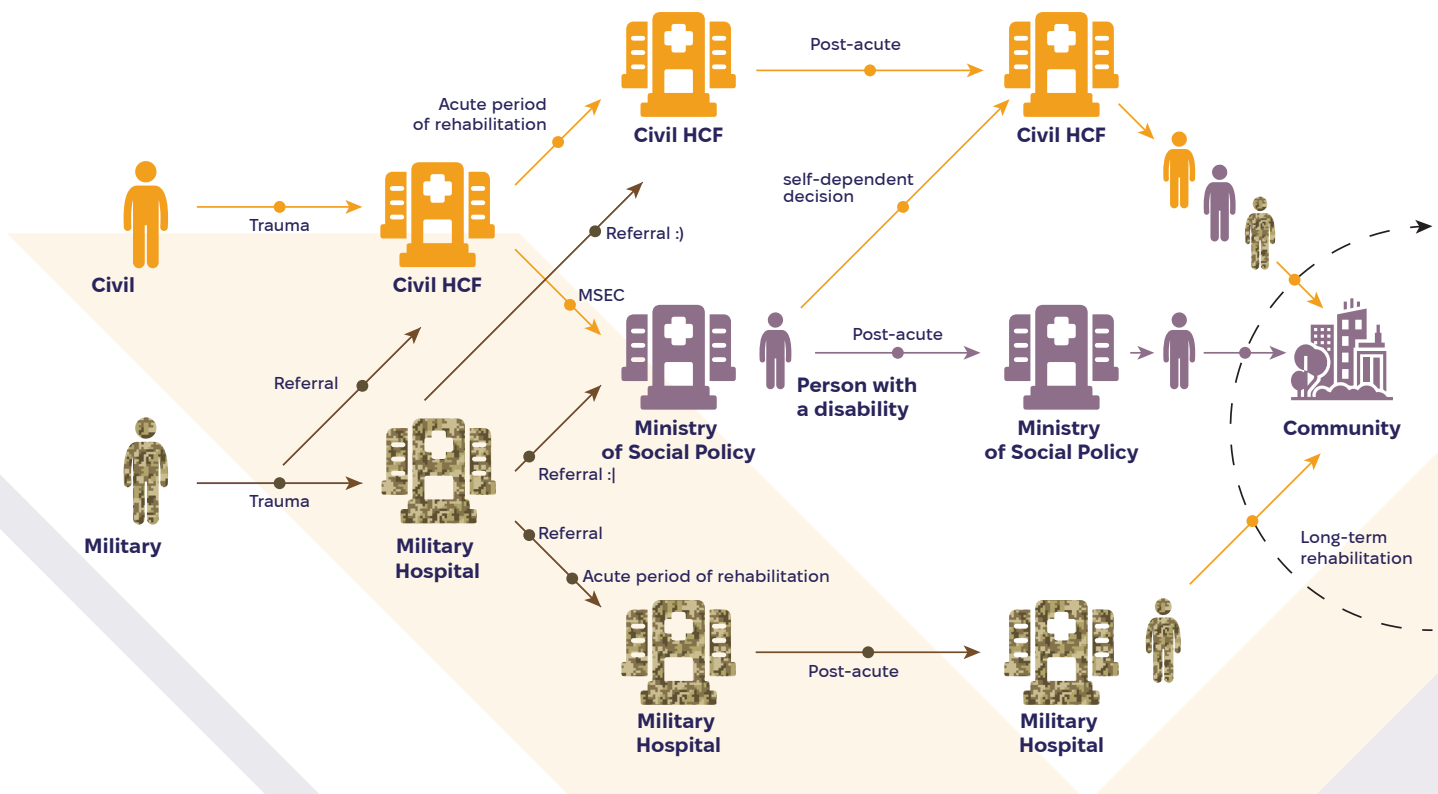 Post-acute
Acute period
of rehabilitation
Civil HCF
Civil HCF
self-dependent
decision
Trauma
Referral :)
Civil
Civil HCF
MSEC
Post-acute
Referral
Person with
a disability
Ministry
of Social Policy
Ministry
of Social Policy
Community
Referral :|
Trauma
Referral
Military
Military
Hospital
Long-term
rehabilitation
Acute period of rehabilitation
Post-acute
Military
Hospital
Military
Hospital